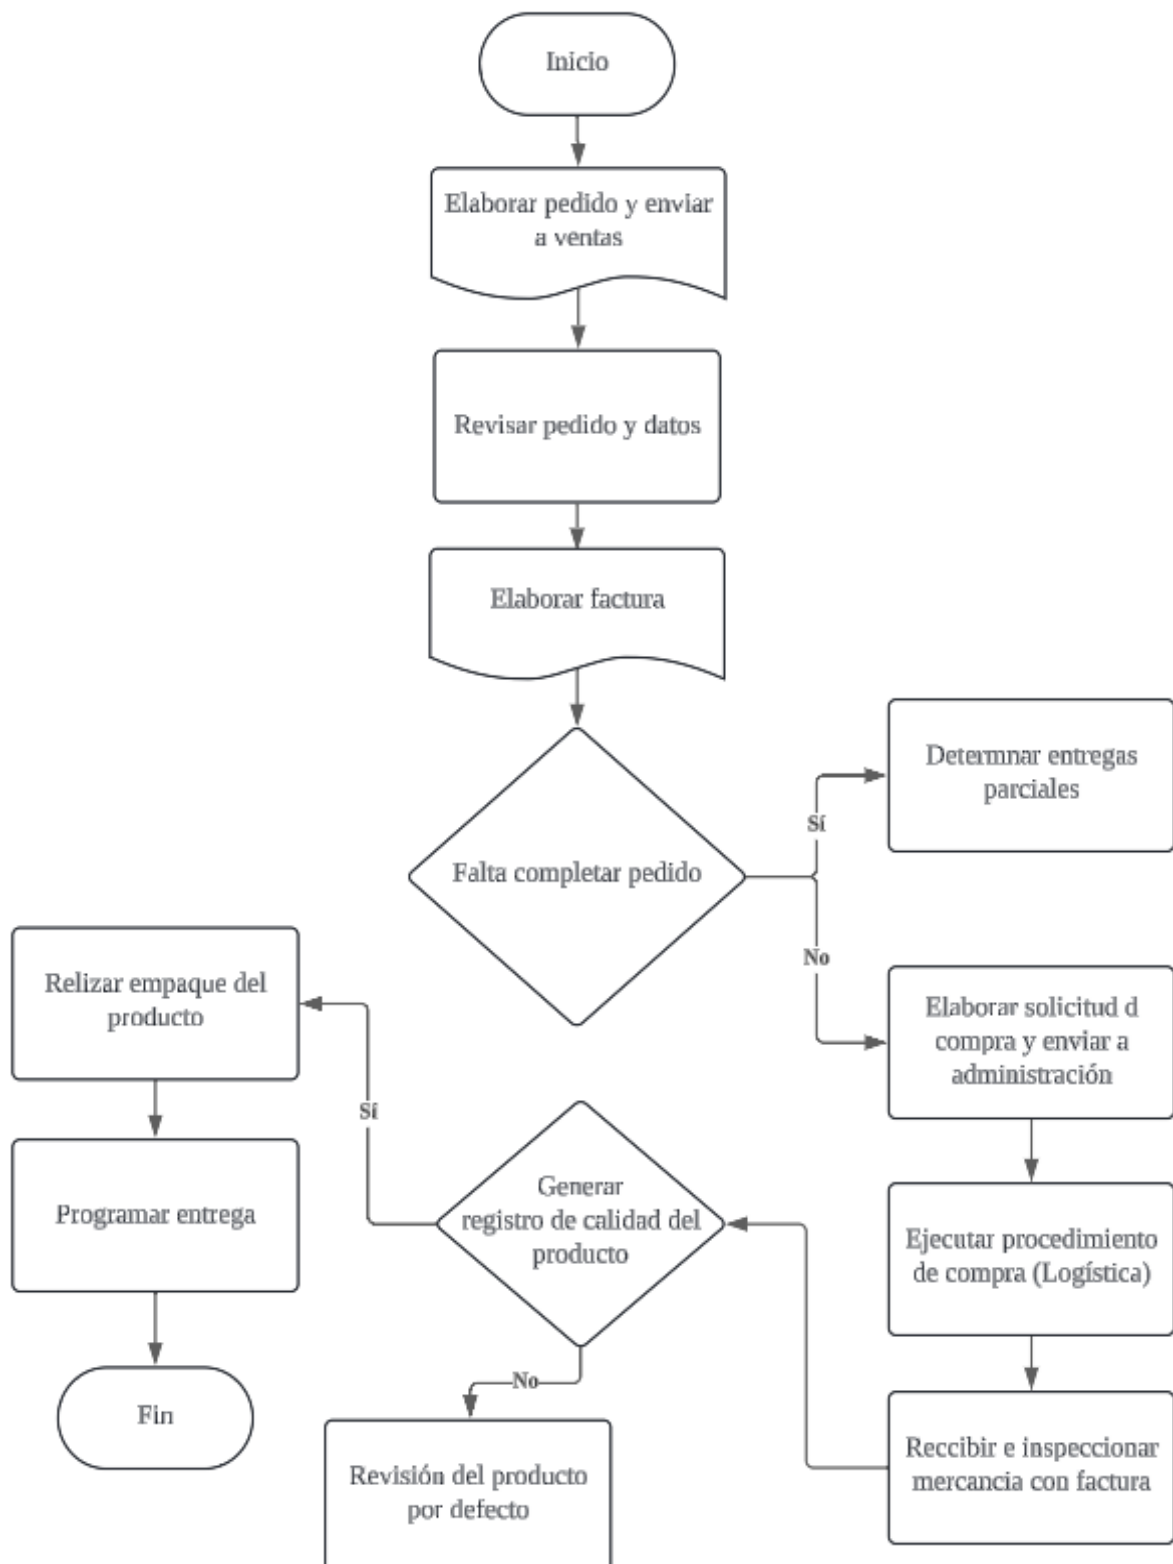 Inicio
Elaborar pedido y enviar
a ventas
Revisar pedido y datos
Elaborar factura
Falta completar pedido
Sí
Determnar entregas
parciales
No
Elaborar solicitud d
compra y enviar a
administración
Ejecutar procedimiento
de compra (Logística)
Reccibir e inspeccionar
mercancia con factura
Generar
registro de calidad del
producto
Sí
Relizar empaque del
producto
Programar entrega
Fin
No
Revisión del producto
por defecto